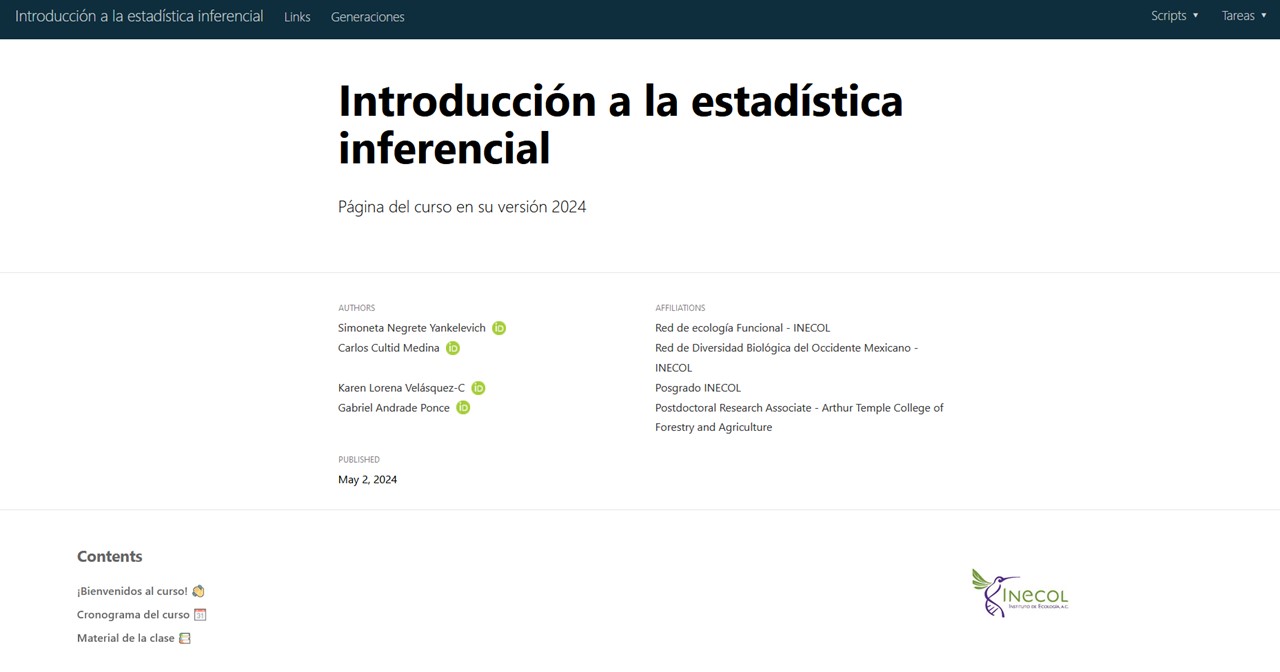 Introducción a la estadística inferencial Links Generaciones Scripts ▼ Tareas ▼
Introducción a la estadística
inferencial
Página del curso en su versión 2024
AUTHORS
Simoneta Negrete Yankelevich iD
Carlos Cultid Medina iD
Karen Lorena Velásquez-C iD
Gabriel Andrade Ponce iD
AFFILIATIONS
Red de ecología Funcional - INECOL
Red de Diversidad Biológica del Occidente Mexicano -
INECOL
Posgrado INECOL
Postdoctoral Research Associate - Arthur Temple College of
Forestry and Agriculture
PUBLISHED
May 2, 2024
Contents
¡Bienvenidos al curso! 👏
Cronograma del curso 📅
Material de la clase 📔
INECOL
INSTITUTO DE ECOLOGÍA, A.C.